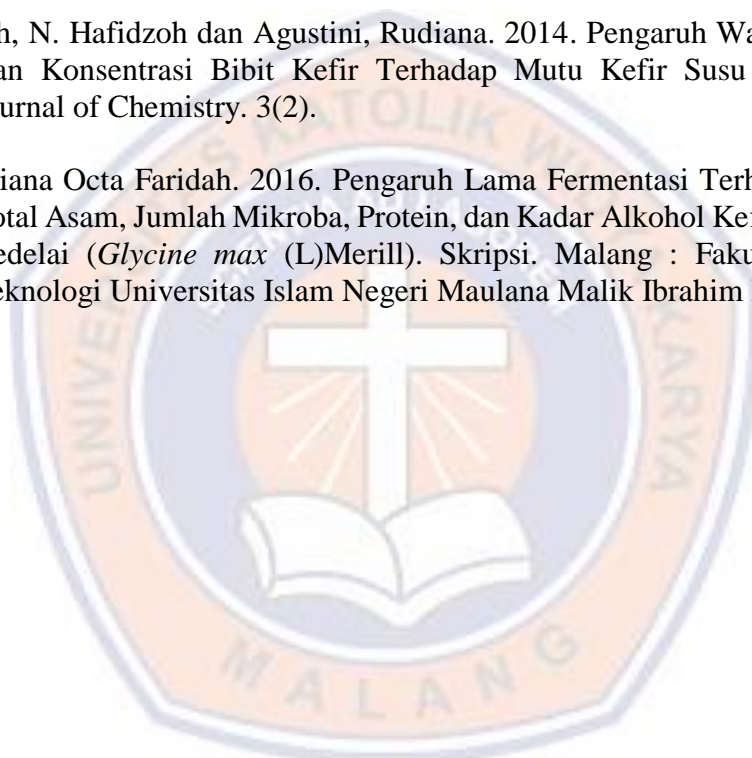 h, N. Hafidzoh dan Agustini, Rudiana. 2014. Pengaruh Wa
an Konsentrasi Bibit Kefir Terhadap Mutu Kefir Susu
urnal of Chemistry. 3(2).
iana Octa Faridah. 2016. Pengaruh Lama Fermentasi Terh
otal Asam, Jumlah Mikroba, Protein, dan Kadar Alkohol Ke
edelai (Glycine max (L)Merill). Skripsi. Malang : Faku
eknologi Universitas Islam Negeri Maulana Malik Ibrahim
MALANG